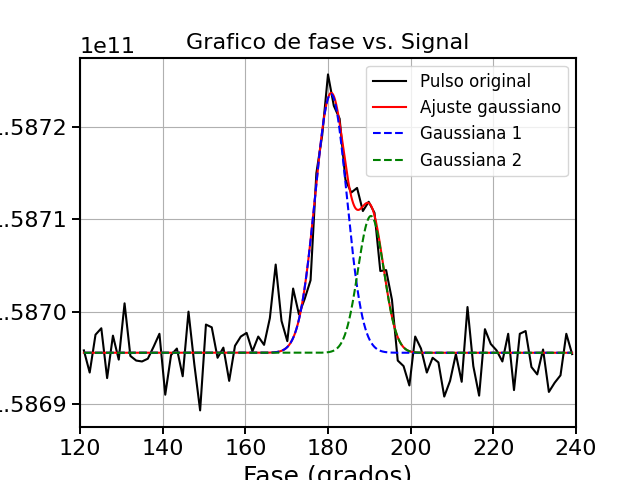 1e11
Grafico de fase vs. Signal
Pulso original
Ajuste gaussiano
Gaussiana 1
Gaussiana 2
.5872
.5871
.5870
.5869
120 140 160 180 200 220 240
Fase (grados)